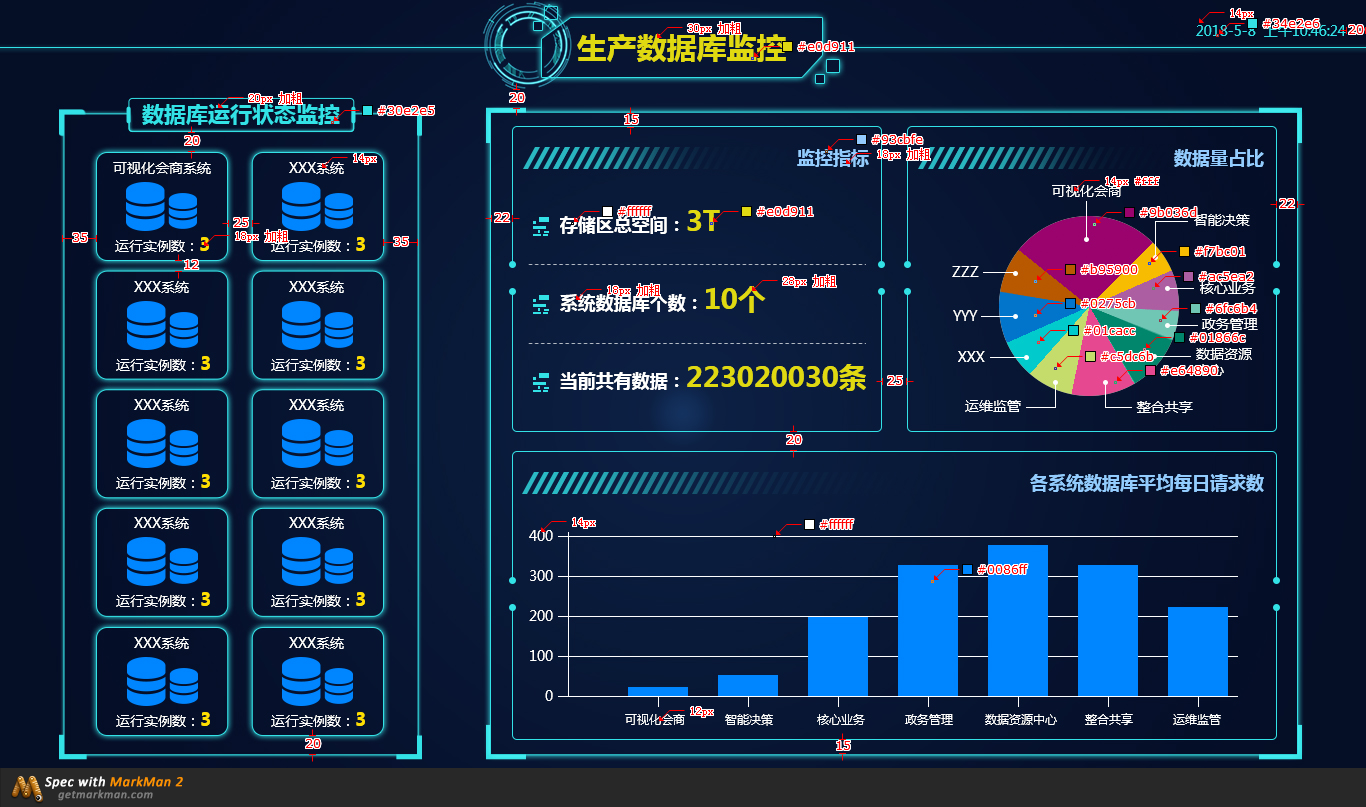 30px 加粗
生产数据库监控
#e0d911
14px
#34e2e6
2018-5-8 上午10:46:24
20
20
20px 加粗
数据库运行状态监控
#30e2e5
20
15
可视化会商系统
运行实例数：3
XXX系统
14px
运行实例数：3
25
18px 加粗
35
35
12
XXX系统
运行实例数：3
XXX系统
运行实例数：3
XXX系统
运行实例数：3
XXX系统
运行实例数：3
XXX系统
运行实例数：3
XXX系统
运行实例数：3
XXX系统
运行实例数：3
XXX系统
运行实例数：3
20
#93cbfe
监控指标
18px 加粗
22
#ffffff
#e0d911
存储区总空间：3T
18px 加粗
28px 加粗
系统数据库个数：10个
当前共有数据：223020030条
25
20
数据量占比
14px #fff
可视化会商
#9b036d
22
智能决策
#f7bc01
ZZZ
#b95900
#ac5ea2
核心业务
#0275cb
#6fc6b4
YYY
政务管理
#01cacc
#01866c
XXX
#c5dc6b
数据资源
#e64890
运维监管
整合共享
各系统数据库平均每日请求数
14px
#ffffff
400
#0086ff
300
200
100
0
12px
可视化会商
智能决策
核心业务
政务管理
数据资源中心
整合共享
运维监管
15
Spec with MarkMan 2
getmarkman.com